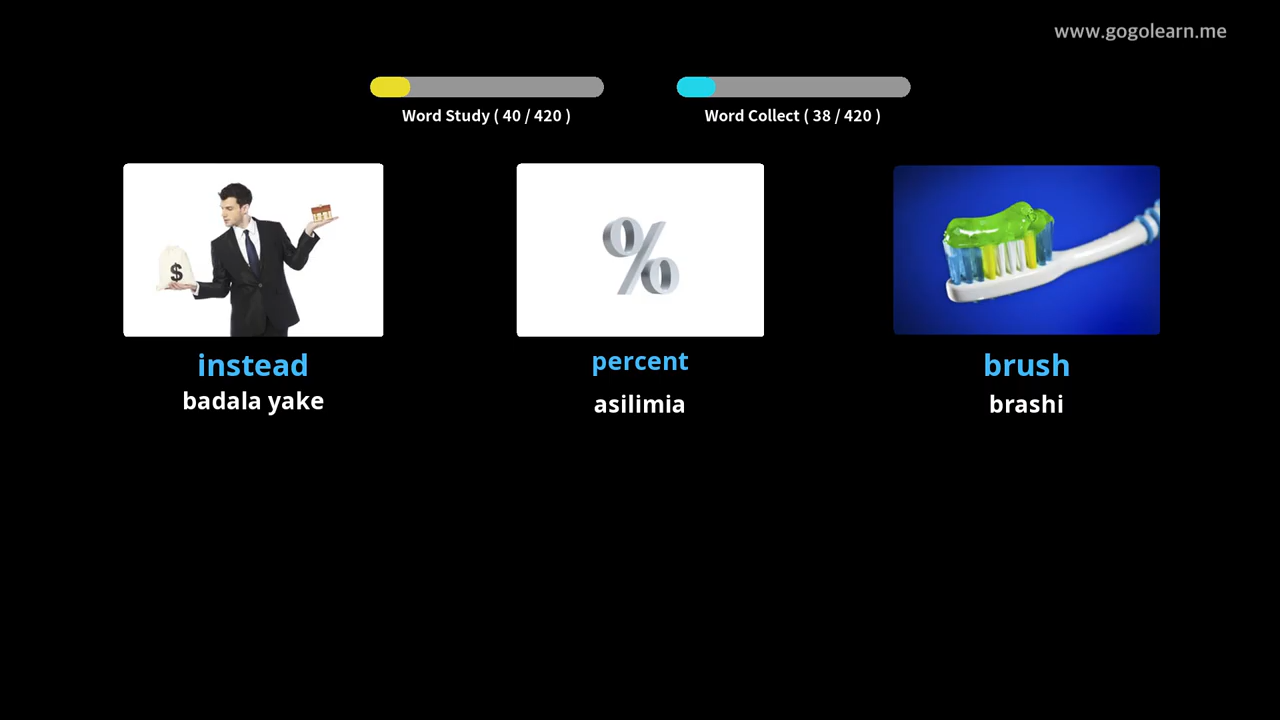 www.gogolearn.me
Word Study ( 40 / 420 )
Word Collect ( 38 / 420 )
$
%
instead
percent
brush
badala yake
asilimia
brashi